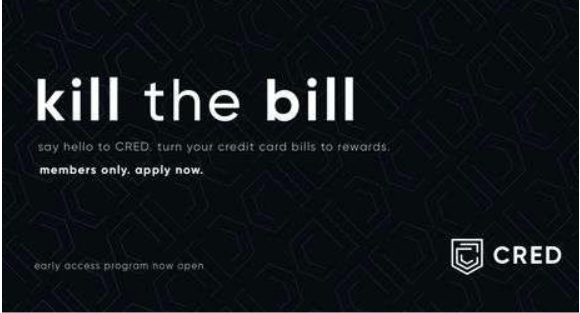 kill the bill
say hello to CRED. turn your credit card bills to rewards.
members only. apply now.
early access program now open
CRED